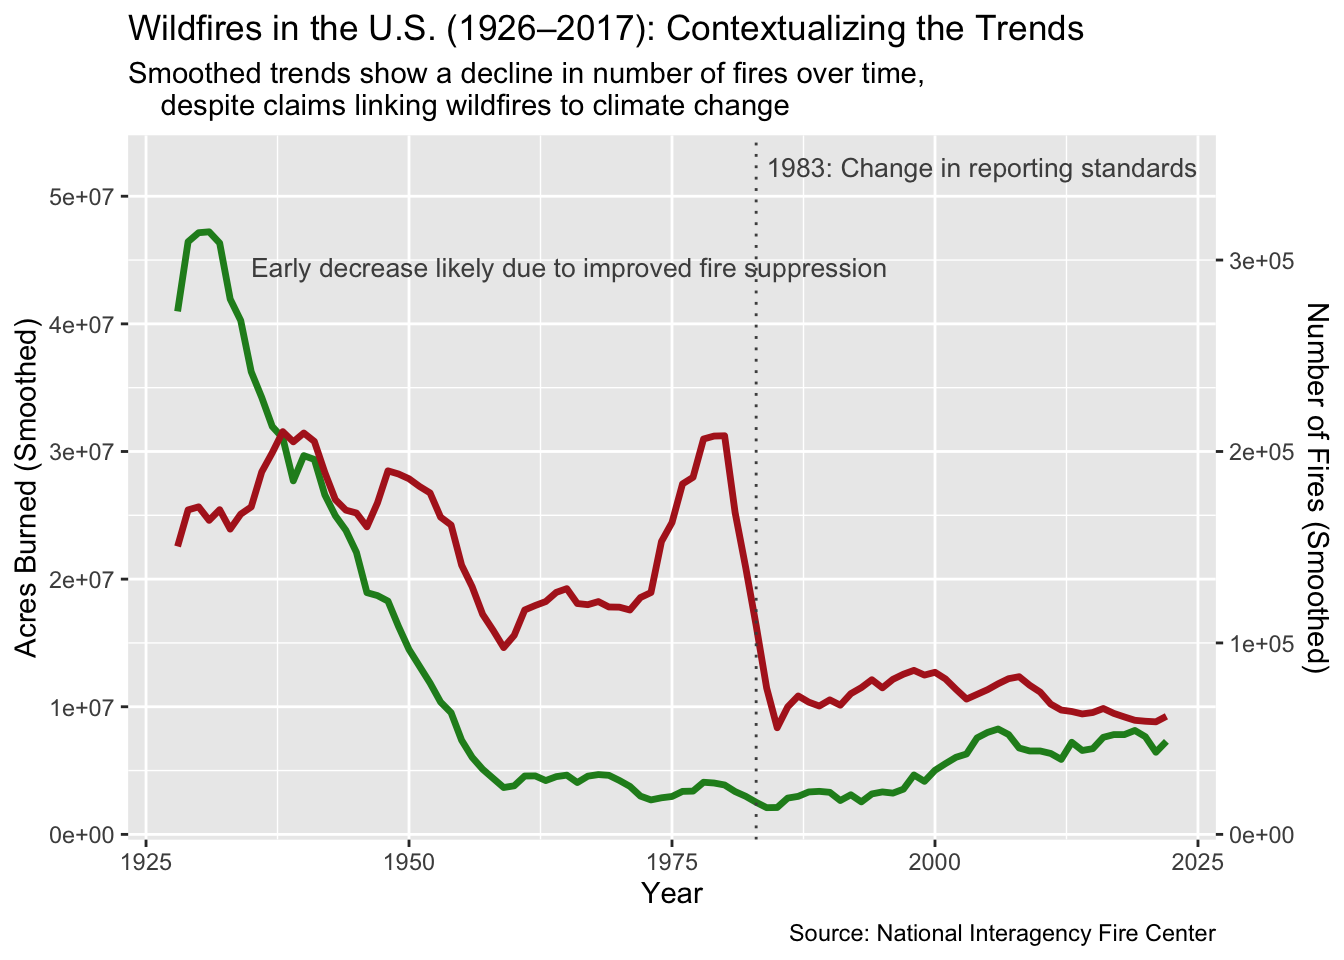 Wildfires in the U.S. (1926–2017): Contextualizing the Trends
Smoothed trends show a decline in number of fires over time,
despite claims linking wildfires to climate change
1983: Change in reporting standards
Early decrease likely due to improved fire suppression
Acres Burned (Smoothed)
5e+07
4e+07
3e+07
2e+07
1e+07
0e+00
3e+05
2e+05
1e+05
0e+00
Number of Fires (Smoothed)
1925
1950
1975
2000
2025
Year
Source: National Interagency Fire Center